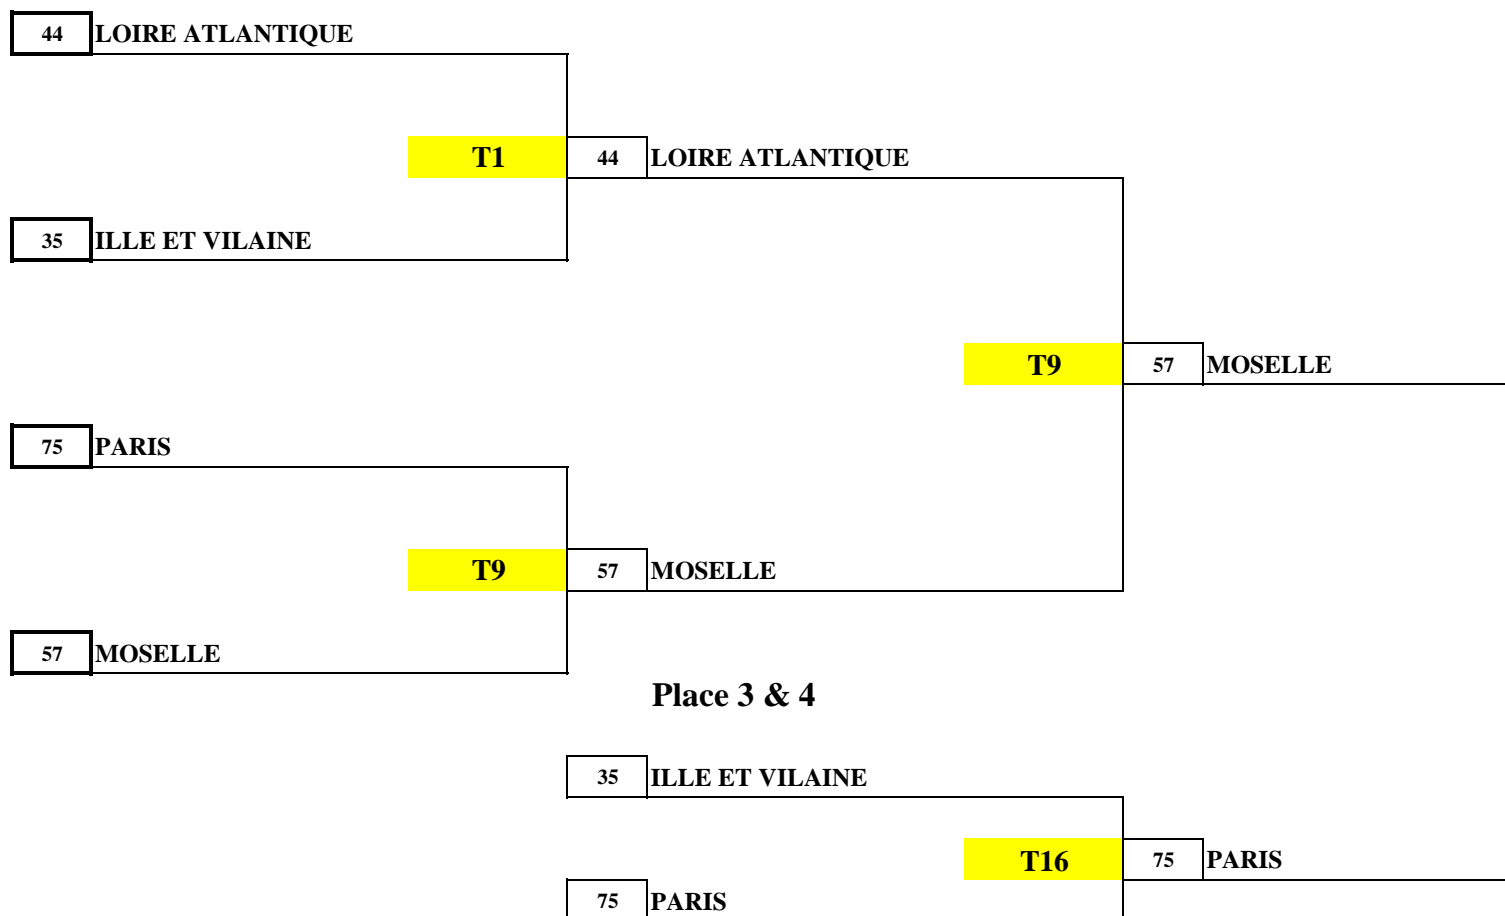 44 LOIRE ATLANTIQUE
T1 44 LOIRE ATLANTIQUE
35 ILLE ET VILAINE
T9 57 MOSELLE
75 PARIS
T9 57 MOSELLE
57 MOSELLE
Place 3 & 4
35 ILLE ET VILAINE
T16 75 PARIS
75 PARIS